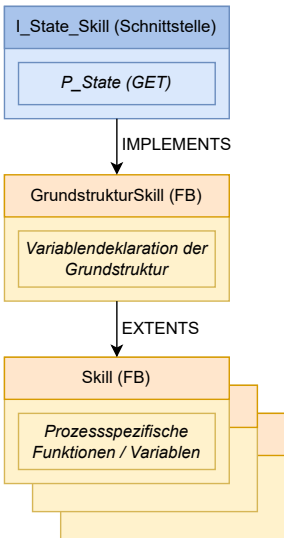 I_State_Skill (Schnittstelle)
P_State (GET)
IMPLEMENTS
GrundstrukturSkill (FB)
Variablendeklaration der
Grundstruktur
EXTENTS
Skill (FB)
Prozessspezifische
Funktionen / Variablen